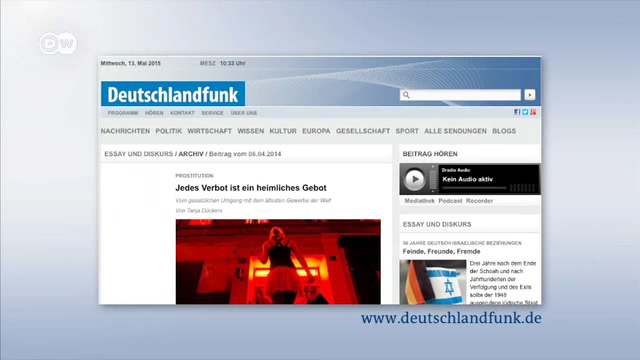 DW
Mittwoch, 13. Mai 2015 MESZ 10:33 Uhr
Deutschlandfunk
PROGRAMM HÖREN KONTAKT SERVICE ÜBER UNS
NACHRICHTEN POLITIK WIRTSCHAFT WISSEN KULTUR EUROPA GESELLSCHAFT SPORT ALLE SENDUNGEN BLOGS
ESSAY UND DISKURS / ARCHIV / Beitrag vom 06.04.2014
PROSTITUTION
Jedes Verbot ist ein heimliches Gebot
Vom gesetzlichen Umgang mit dem ältesten Gewerbe der Welt
Von Tanja Dückers
BEITRAG HÖREN
Dradio Audio
Kein Audio aktiv
Mediathek Podcast Recorder
ESSAY UND DISKURS
50 JAHRE DEUTSCH-ISRAELISCHE BEZIEHUNGEN
Feinde, Freunde, Fremde
Drei Jahre nach dem Ende
der Schoah und nach
Jahrhunderten der
Verfolgung und des Exils
sollte der 1948
ausgerufene jüdische Staat
www.deutschlandfunk.de